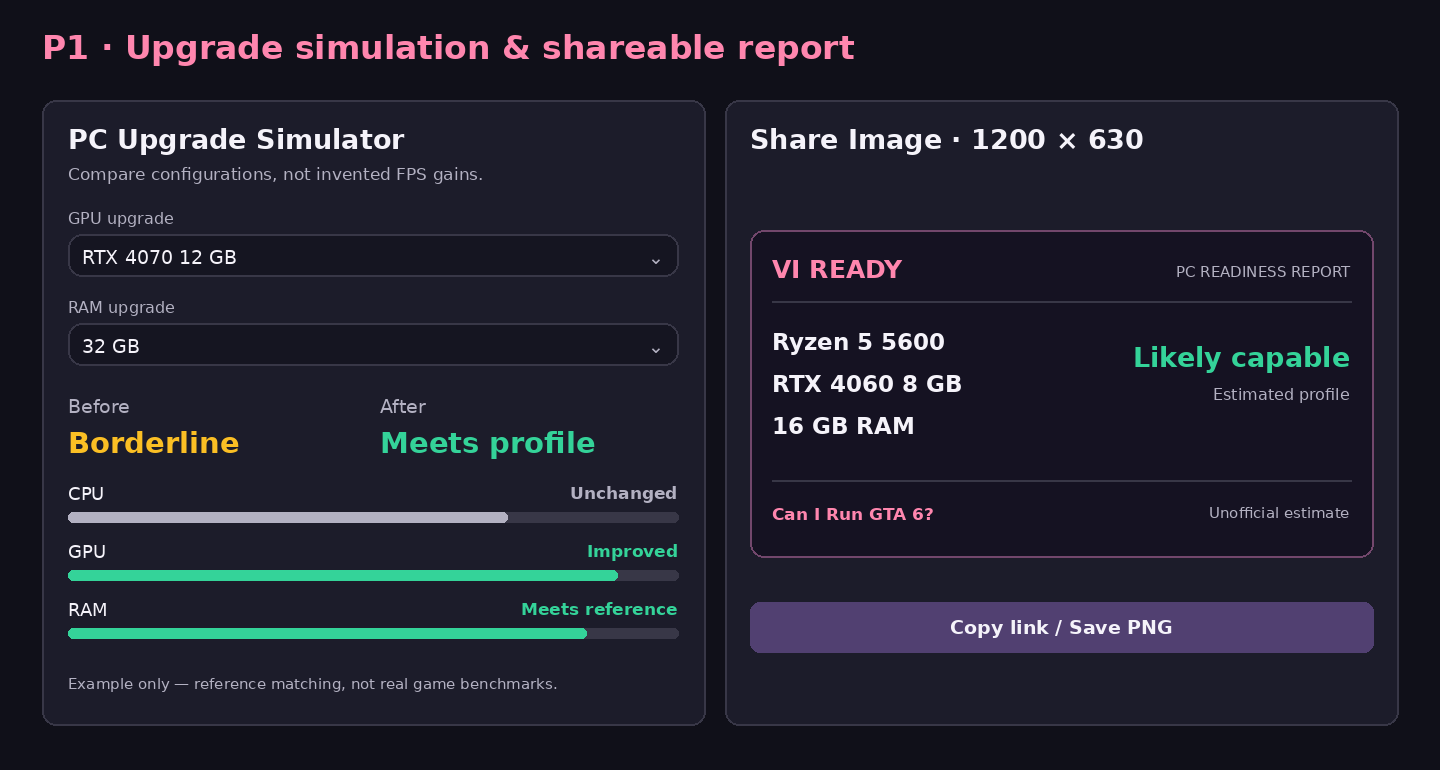 P1 · Upgrade simulation & shareable report
PC Upgrade Simulator
Compare configurations, not invented FPS gains.
GPU upgrade
RTX 4070 12 GB
RAM upgrade
32 GB
Before
After
Borderline
Meets profile
CPU
Unchanged
GPU
Improved
RAM
Meets reference
Example only — reference matching, not real game benchmarks.
Share Image · 1200 × 630
VI READY
PC READINESS REPORT
Ryzen 5 5600
RTX 4060 8 GB
16 GB RAM
Likely capable
Estimated profile
Can I Run GTA 6?
Unofficial estimate
Copy link / Save PNG